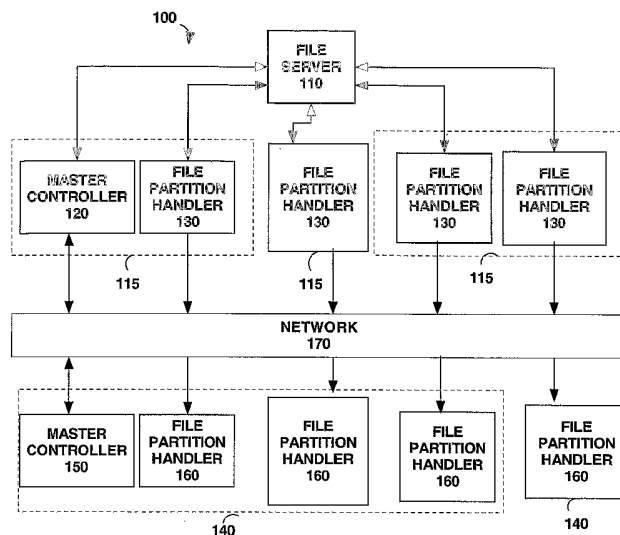 100
FILE
SERVER
110
MASTER
CONTROLLER
120
FILE
PARTITION
HANDLER
130
FILE
PARTITION
HANDLER
130
FILE
PARTITION
HANDLER
130
FILE
PARTITION
HANDLER
130
115
115
115
NETWORK
170
MASTER
CONTROLLER
150
FILE
PARTITION
HANDLER
160
FILE
PARTITION
HANDLER
160
FILE
PARTITION
HANDLER
160
FILE
PARTITION
HANDLER
160
140
140